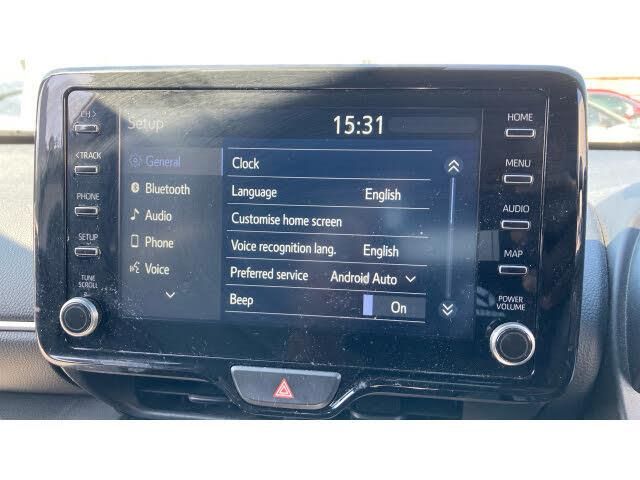 CH >
< TRACK
PHONE
SETUP
TUNE
SCROLL
Setup
15:31
General
Bluetooth
Audio
Phone
Voice
Clock
Language English
Customise home screen
Voice recognition lang. English
Preferred service Android Auto
Beep On
HOME
MENU
AUDIO
MAP
POWER
VOLUME